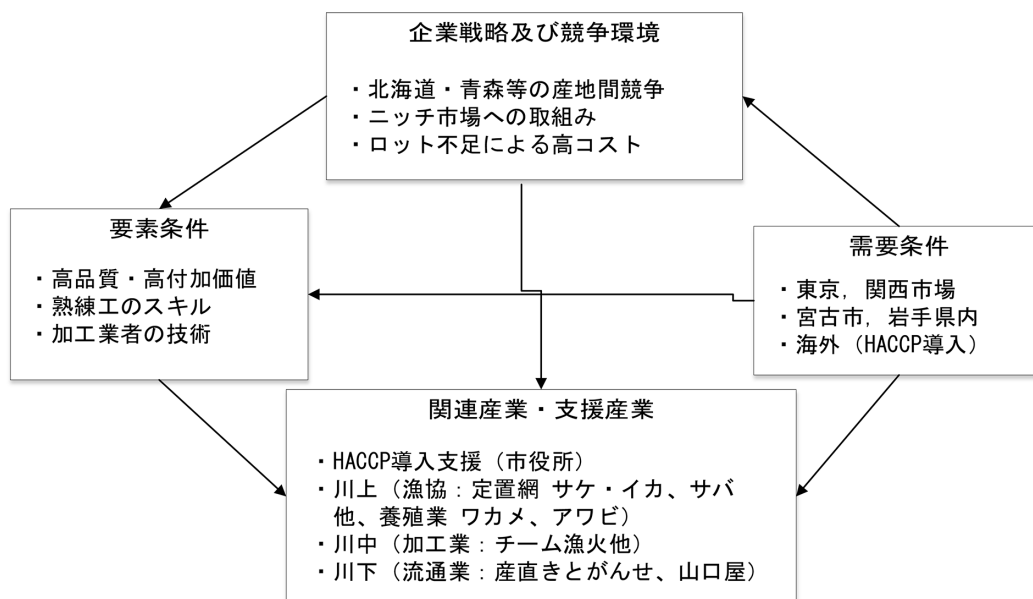 企業戦略及び競争環境
・北海道・青森等の産地間競争
・ニッチ市場への取組み
・ロット不足による高コスト
要素条件
・高品質・高付加価値
・熟練工のスキル
・加工業者の技術
需要条件
・東京，関西市場
・宮古市，岩手県内
・海外（HACCP導入）
関連産業・支援産業
・HACCP導入支援（市役所）
・川上（漁協：定置網 サケ・イカ、サバ
他、養殖業 ワカメ、アワビ）
・川中（加工業：チーム漁火他）
・川下（流通業：産直きとがんせ、山口屋）